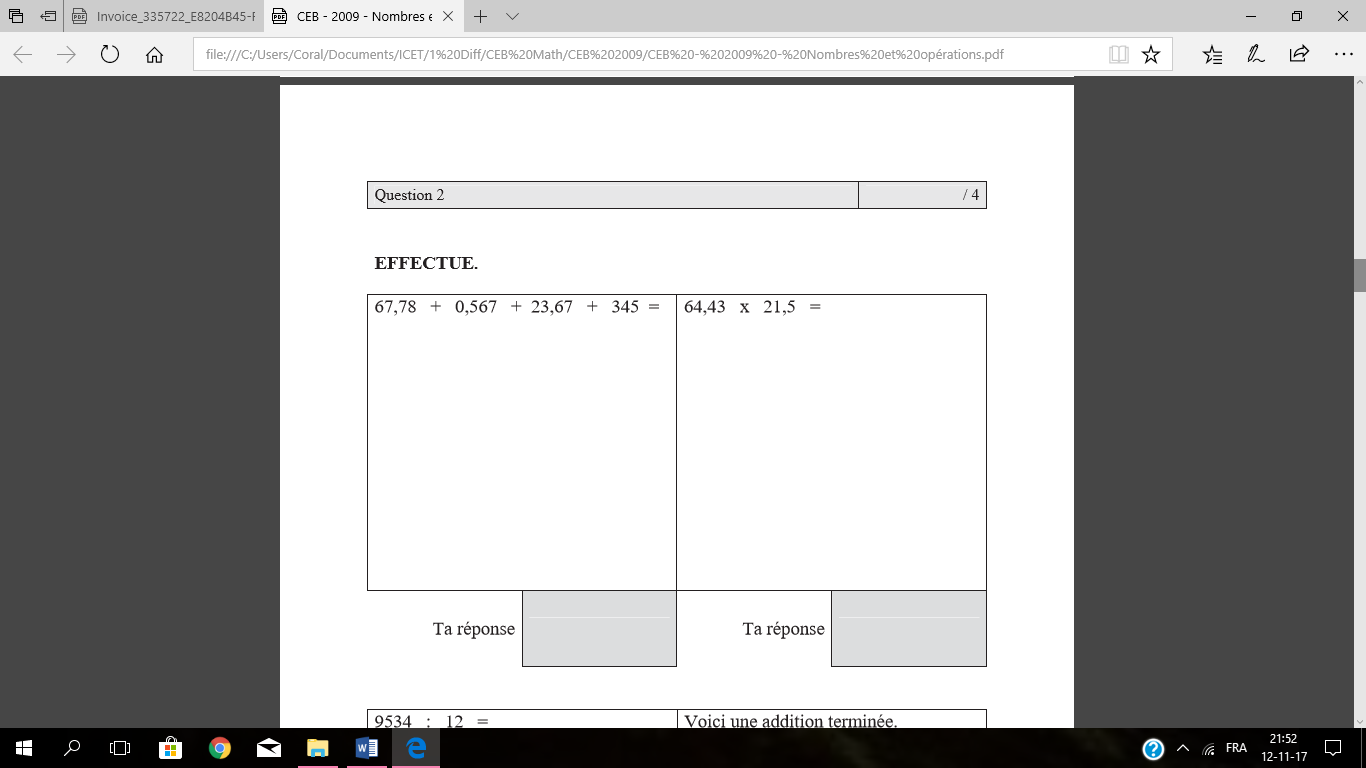 Invoice_335722_E8204B45-F
CEB - 2009 - Nombres e
file:///C:/Users/Coral/Documents/ICET/1%20Diff/CEB%20Math/CEB%202009/CEB%20-%202009%20-%20Nombres%20et%20opérations.pdf
Question 2 / 4
EFFECTUE.
67,78 + 0,567 + 23,67 + 345 =
64,43 x 21,5 =
Ta réponse
Ta réponse
9534 : 12 =
Voici une addition terminée.
FRA
21:52
12-11-17